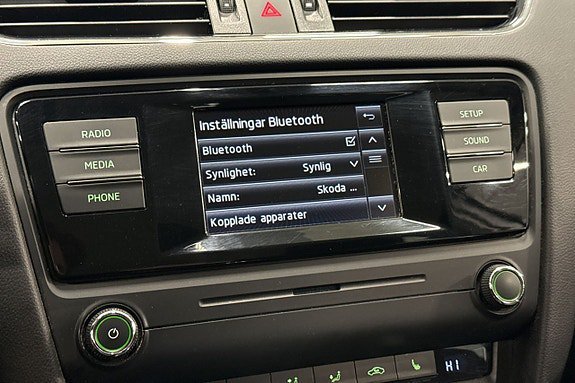 RADIO
MEDIA
PHONE
Inställningar Bluetooth
Bluetooth
Synlighet: Synlig
Namn: Skoda ...
Kopplade apparater
SETUP
SOUND
CAR
HI